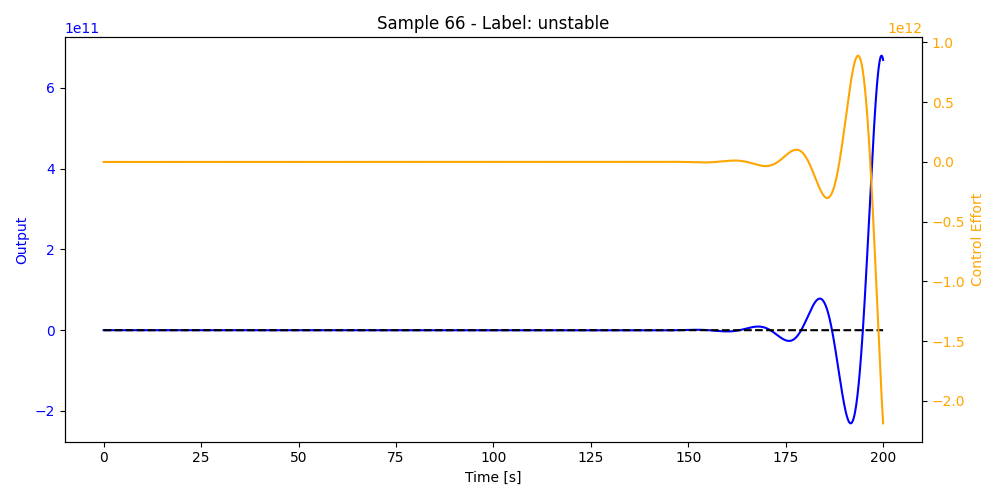 Sample 66 - Label: unstable
1e11
1e12
6
4
2
0
−2
1.0
0.5
0.0
−0.5
−1.0
−1.5
−2.0
Output
Control Effort
0 25 50 75 100 125 150 175 200
Time [s]